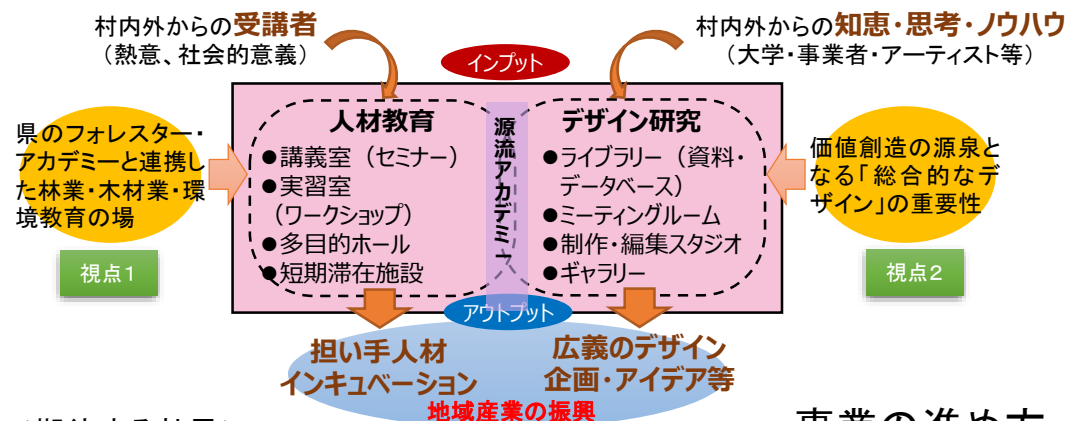 村内外からの受講者
（熱意、社会的意義）
村内外からの知恵・思考・ノウハウ
（大学・事業者・アーティスト等）
インプット
県のフォレスター・
アカデミーと連携し
た林業・木材業・環
境教育の場
視点1
人材教育
●講義室（セミナー）
●実習室
（ワークショップ）
●多目的ホール
●短期滞在施設
源流アカデミー
デザイン研究
●ライブラリー（資料・
データベース）
●ミーティングルーム
●制作・編集スタジオ
●ギャラリー
価値創造の源泉と
なる「総合的なデ
ザイン」の重要性
視点2
アウトプット
担い手人材
インキュベーション
広義のデザイン
企画・アイデア等
地域産業の振興